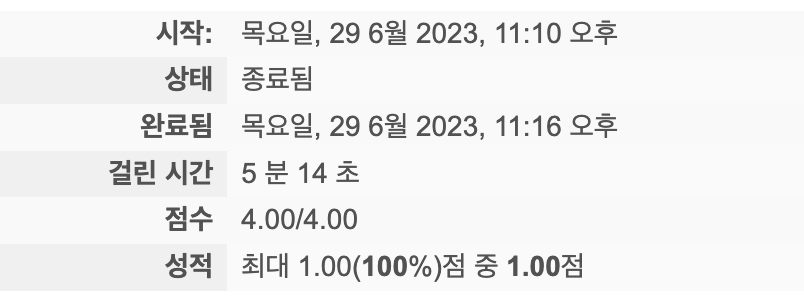 시작: 목요일, 29 6월 2023, 11:10 오후
상태 종료됨
완료됨 목요일, 29 6월 2023, 11:16 오후
걸린 시간 5 분 14 초
점수 4.00/4.00
성적 최대 1.00(100%)점 중 1.00점